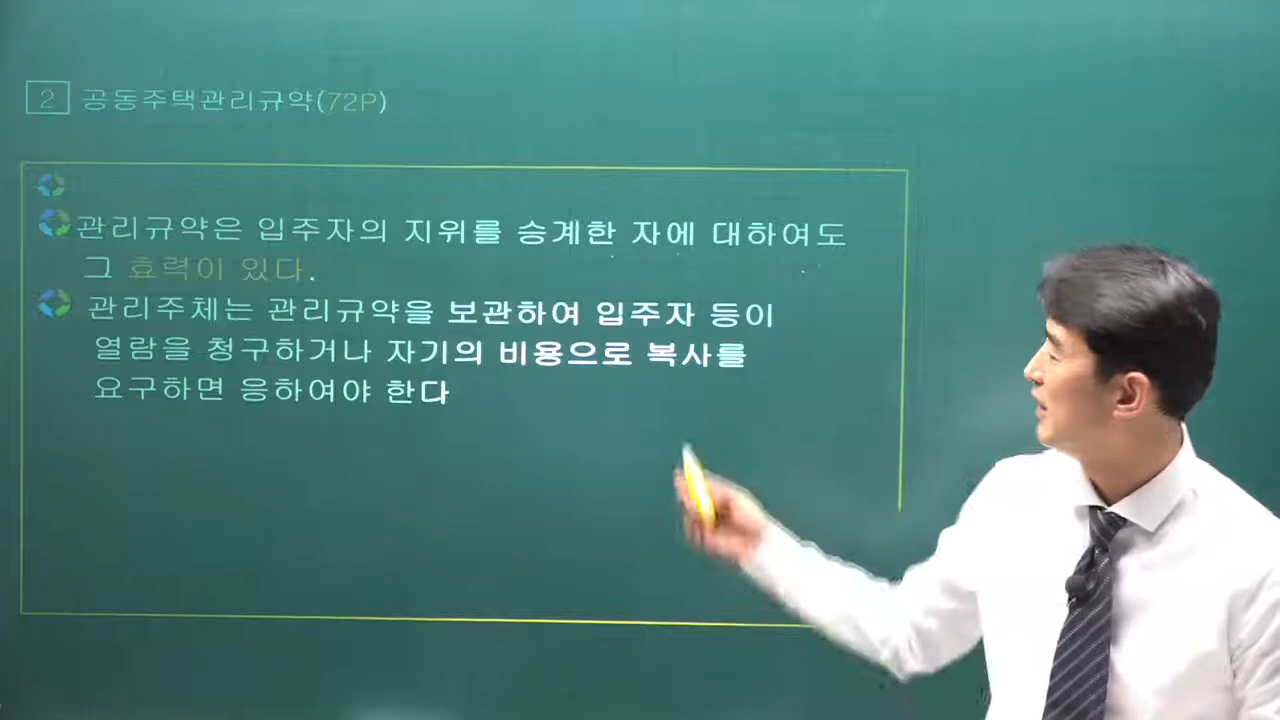 2 공동주택관리규약(72P)
관리규약은 입주자의 지위를 승계한 자에 대하여도
그 효력이 있다.
관리주체는 관리규약을 보관하여 입주자 등이
열람을 청구하거나 자기의 비용으로 복사를
요구하면 응하여야 한다